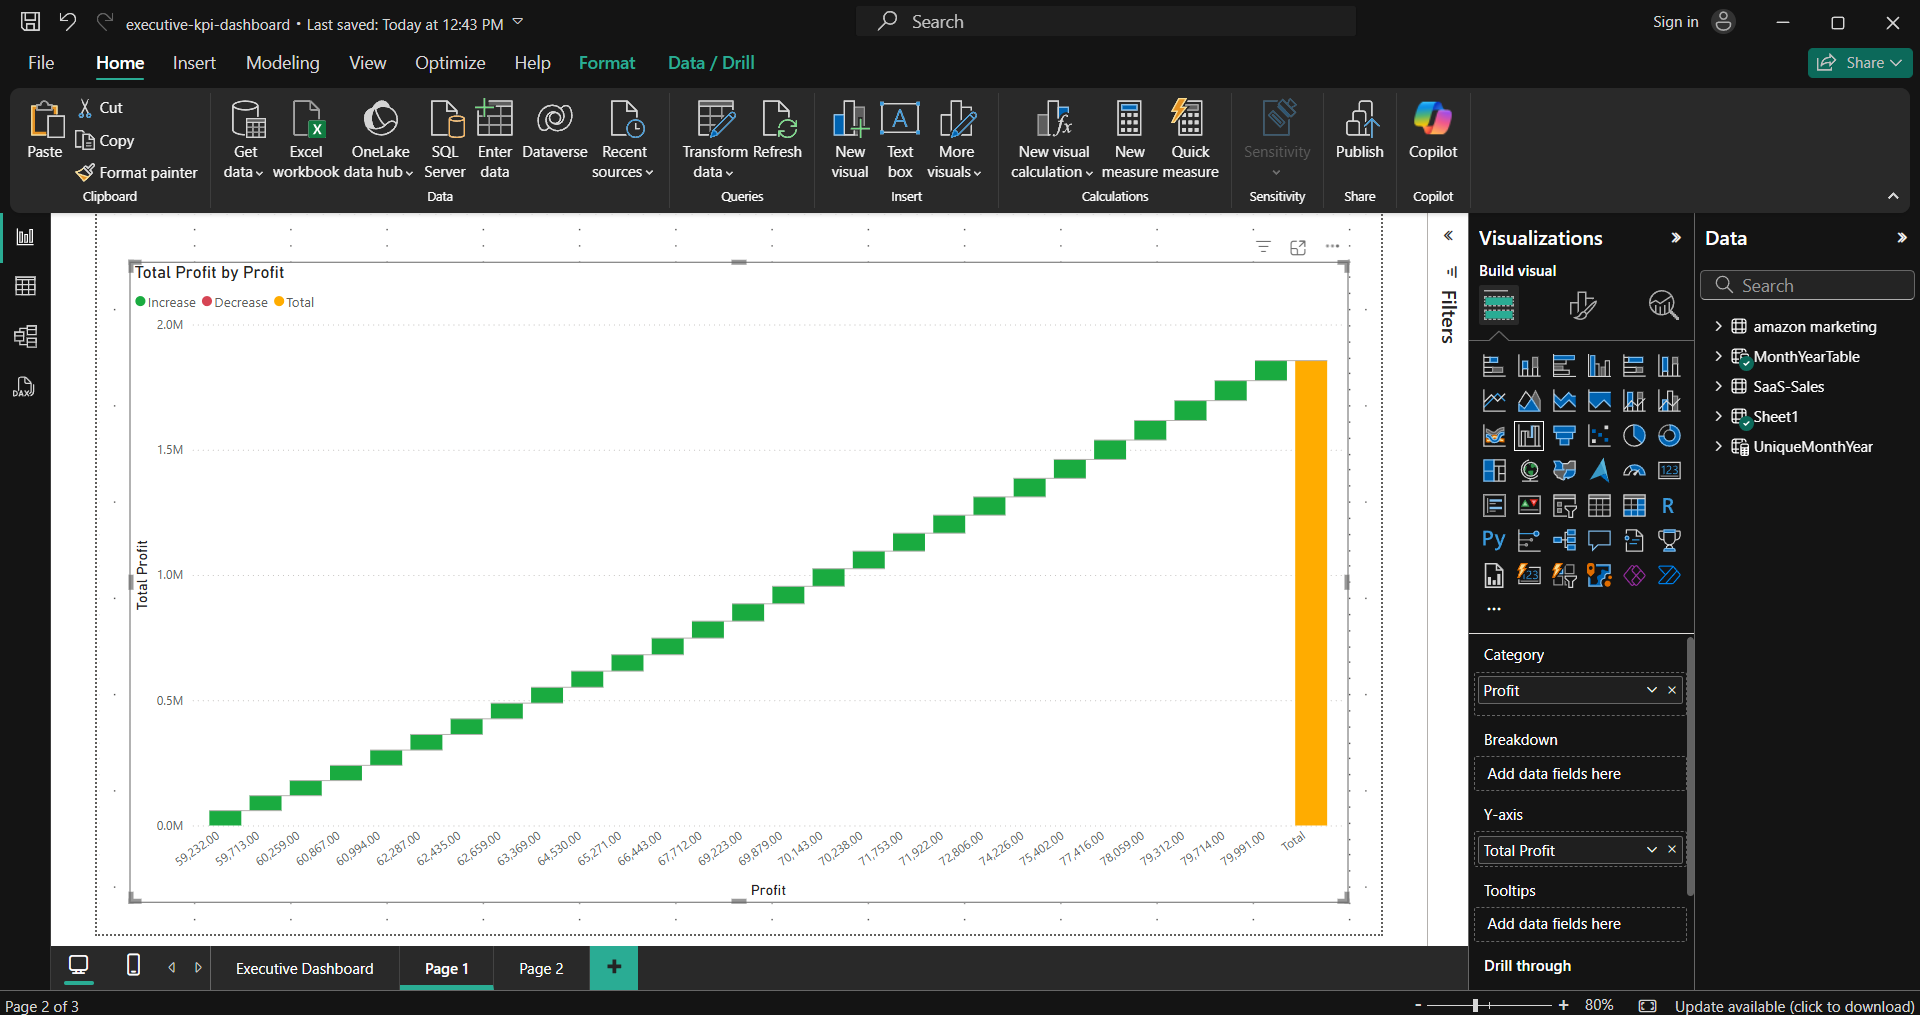 executive-kpi-dashboard • Last saved: Today at 12:43 PM
Search
Sign in
File
Home
Insert
Modeling
View
Optimize
Help
Format
Data / Drill
Share
Paste
Cut
Copy
Format painter
Clipboard
Get data
Excel workbook
OneLake data hub
SQL Server
Enter data
Dataverse
Recent sources
Data
Transform data
Refresh
Queries
New visual
A
Text box
More visuals
Insert
fx
New visual calculation
New measure
Quick measure
Calculations
Sensitivity
Sensitivity
Publish
Share
Copilot
Copilot
DAX
Total Profit by Profit
Increase
Decrease
Total
2.0M
1.5M
1.0M
0.5M
0.0M
Total Profit
59,232.00
59,713.00
60,259.00
60,867.00
60,994.00
62,287.00
62,435.00
62,659.00
63,369.00
64,530.00
65,271.00
66,443.00
67,712.00
69,223.00
69,879.00
70,143.00
70,238.00
71,753.00
71,922.00
72,806.00
74,226.00
75,402.00
77,416.00
78,059.00
79,312.00
79,714.00
79,991.00
Total
Profit
Filters
Visualizations
Build visual
123
R
Py
123
Category
Profit
Breakdown
Add data fields here
Y-axis
Total Profit
Tooltips
Add data fields here
Drill through
Data
Search
amazon marketing
MonthYearTable
SaaS-Sales
Sheet1
UniqueMonthYear
Executive Dashboard
Page 1
Page 2
Page 2 of 3
80%
Update available (click to download)